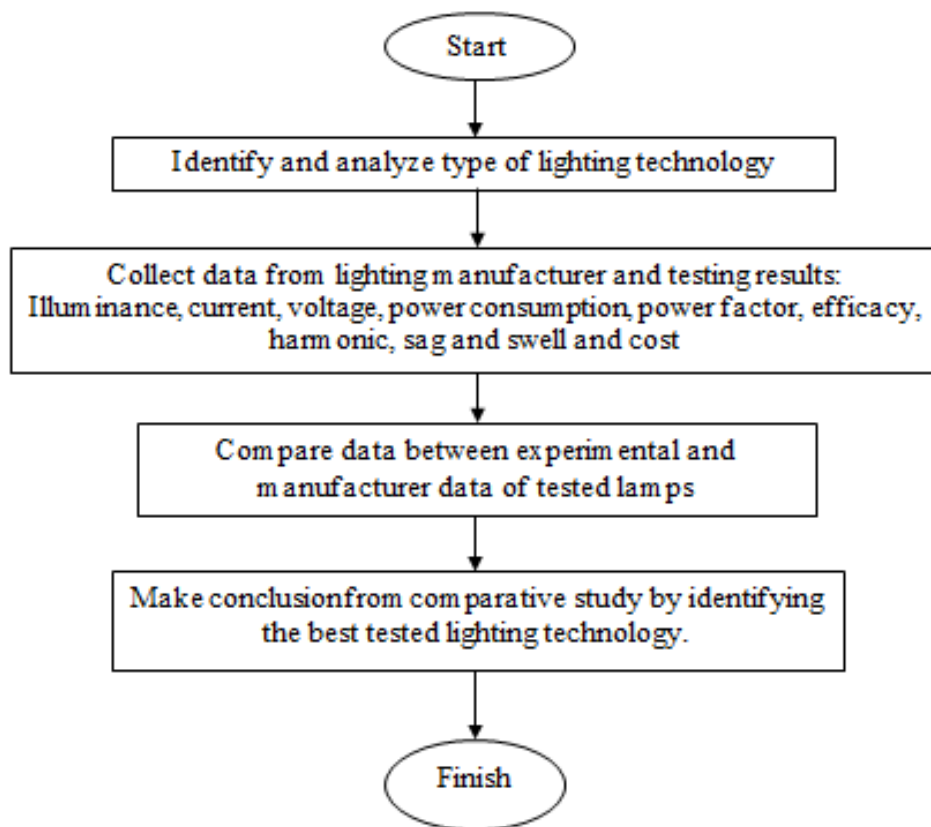 Start
Identify and analyze type of lighting technology
Collect data from lighting manufacturer and testing results:
Illuminance, current, voltage, power consumption, power factor, efficacy,
harmonic, sag and swell and cost
Compare data between experimental and
manufacturer data of tested lamps
Make conclusion from comparative study by identifying
the best tested lighting technology.
Finish